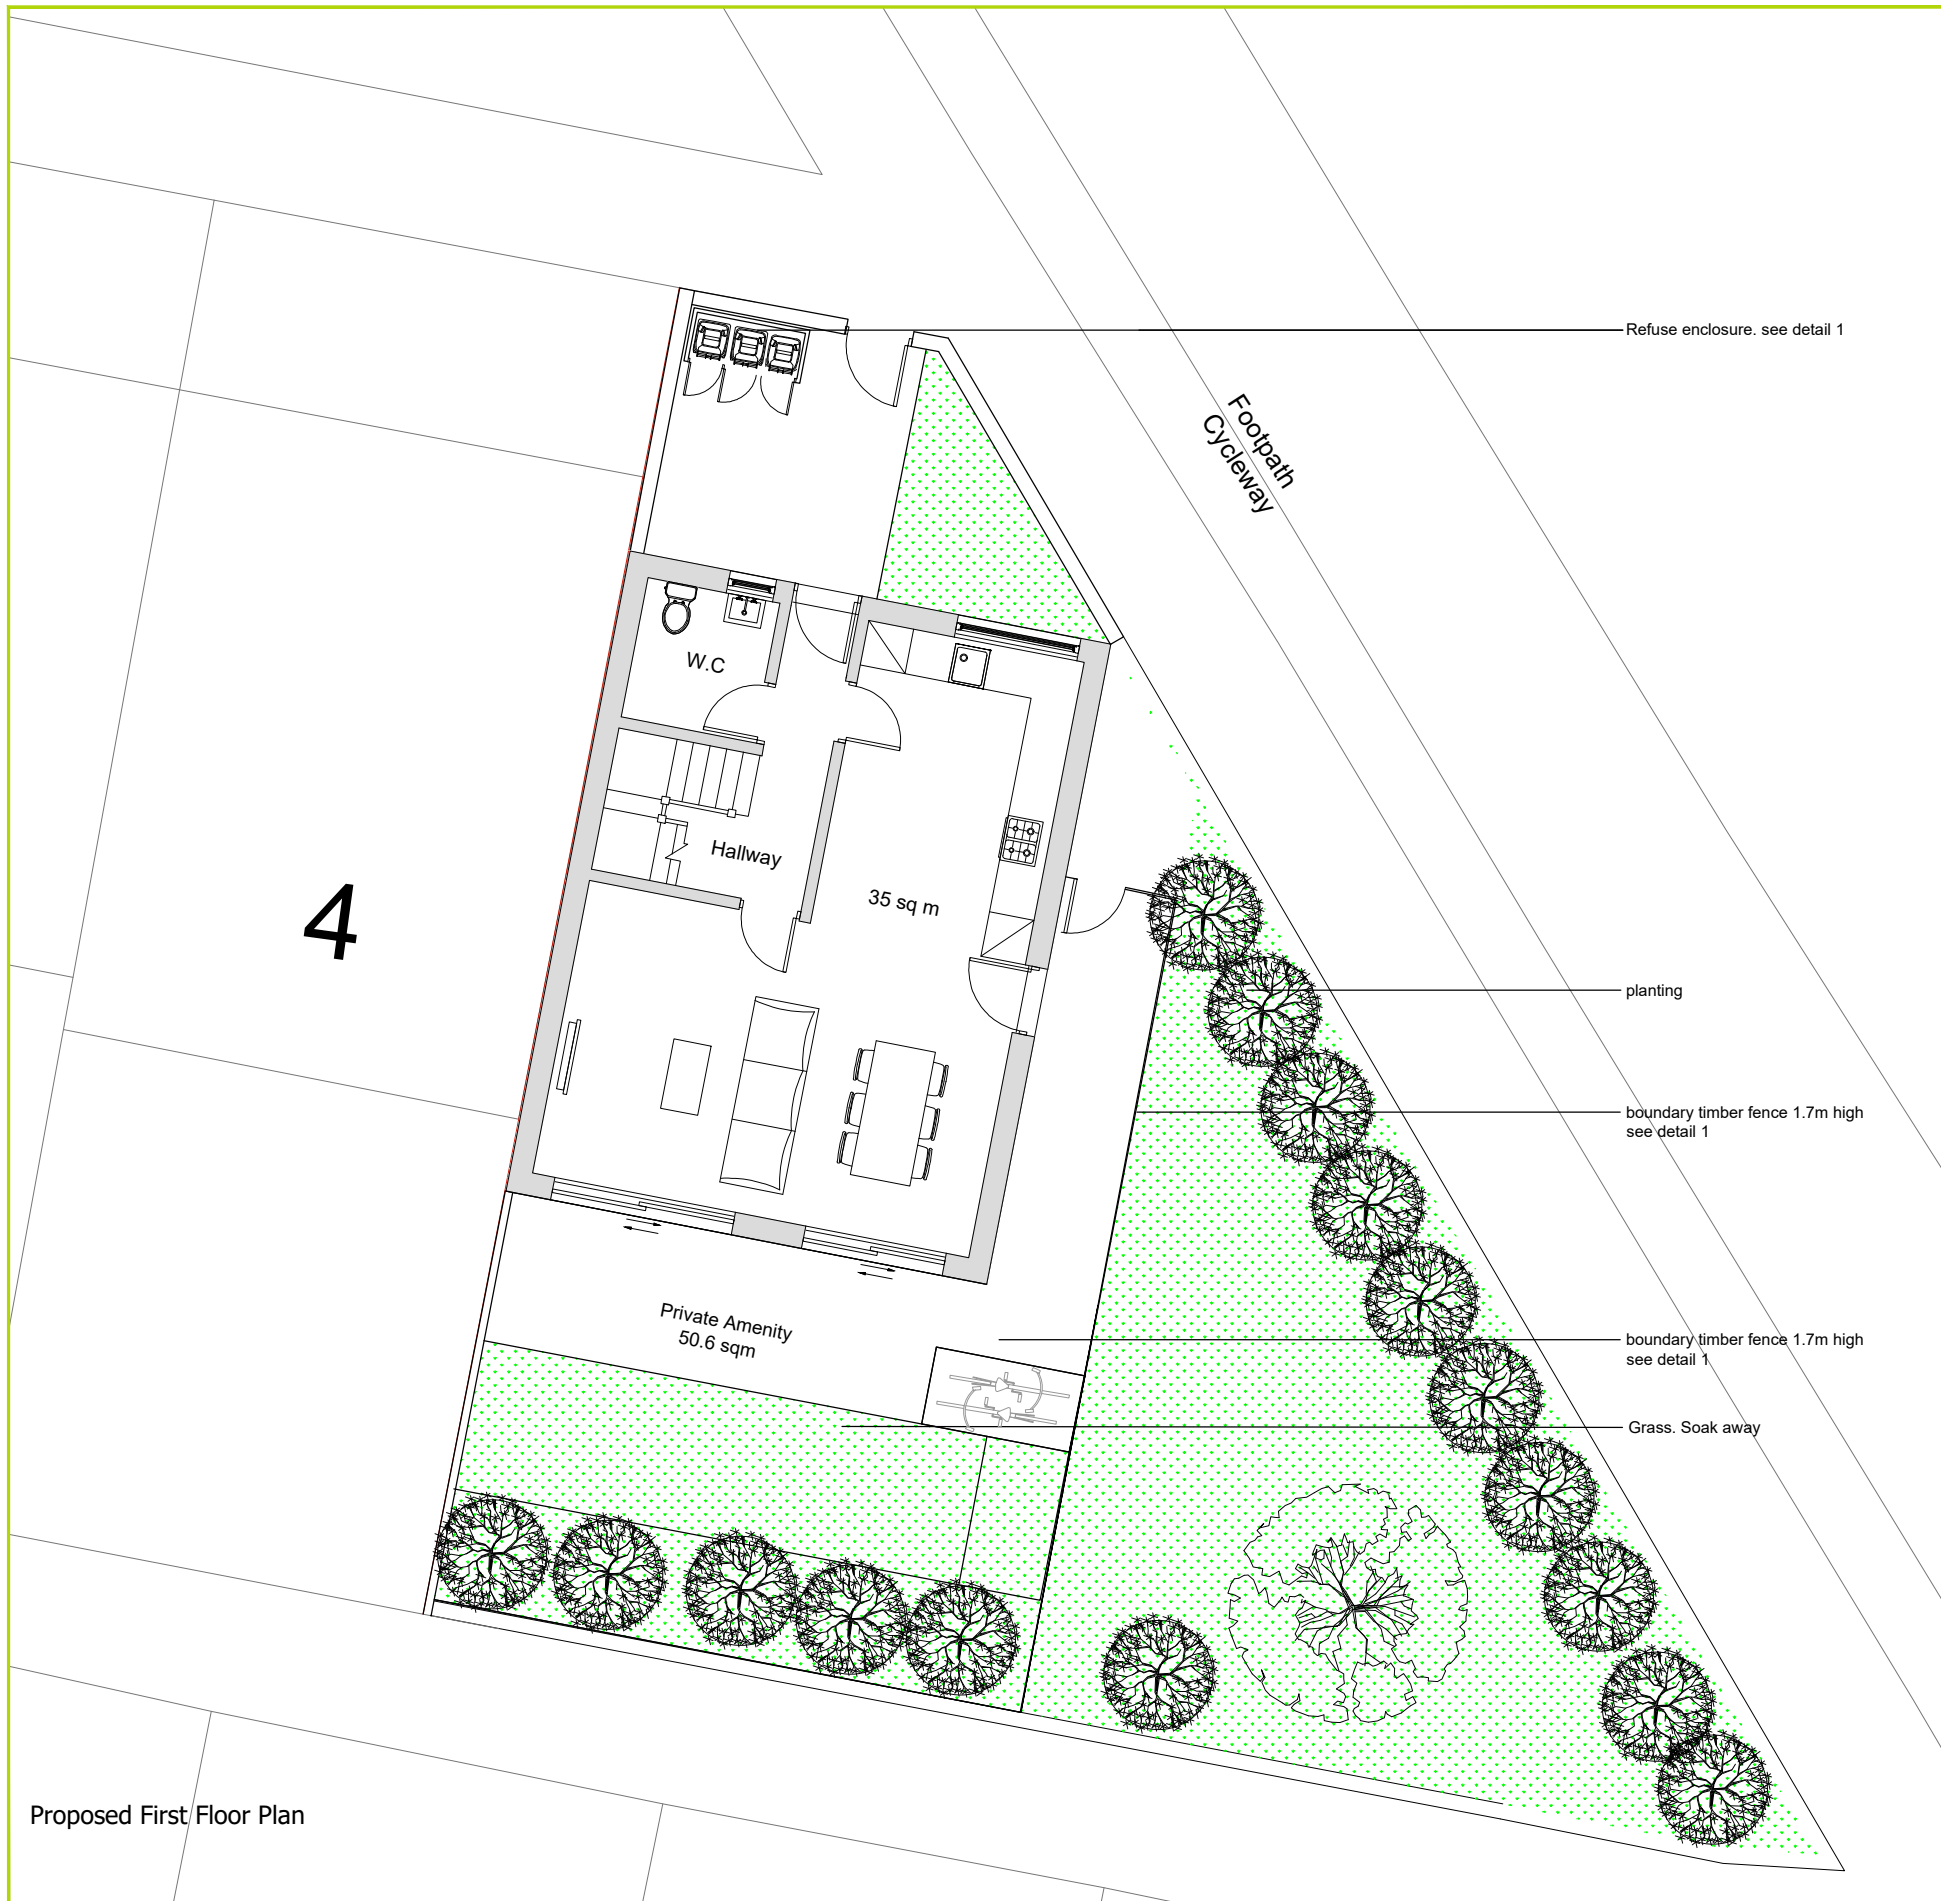 Refuse enclosure. see detail 1
Footpath
Cycleway
W.C
Hallway
4
35 sq m
planting
boundary timber fence 1.7m high
see detail 1
Private Amenity
50.6 sqm
boundary timber fence 1.7m high
see detail 1
Grass. Soak away
Proposed First Floor Plan